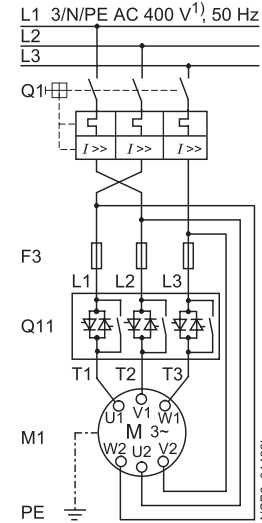 L1 3/N/PE AC 400 V1), 50 Hz
L2
L3
Q1
I >> I >> I >>
F3
L1 L2 L3
Q11
T1 T2 T3
U1 V1 W1
M1 M 3~
W2 U2 V2
PE